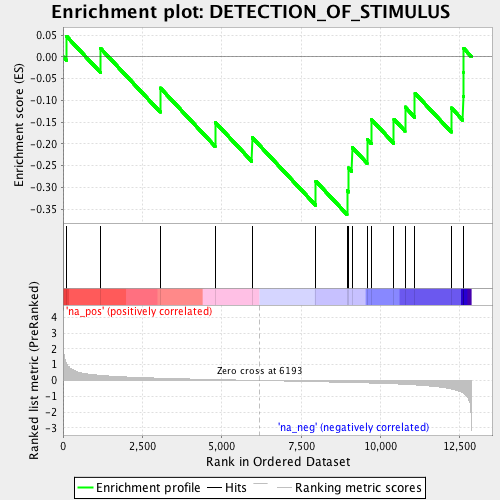 Enrichment plot: DETECTION_OF_STIMULUS
Enrichment score (ES)
0.05
0.00
-0.05
-0.10
-0.15
-0.20
-0.25
-0.30
-0.35
'na_pos' (positively correlated)
Ranked list metric (PreRanked)
4
3
2
1
0
-1
-2
-3
Zero cross at 6193
'na_neg' (negatively correlated)
0 2,500 5,000 7,500 10,000 12,500
Rank in Ordered Dataset
Enrichment profile Hits Ranking metric scores